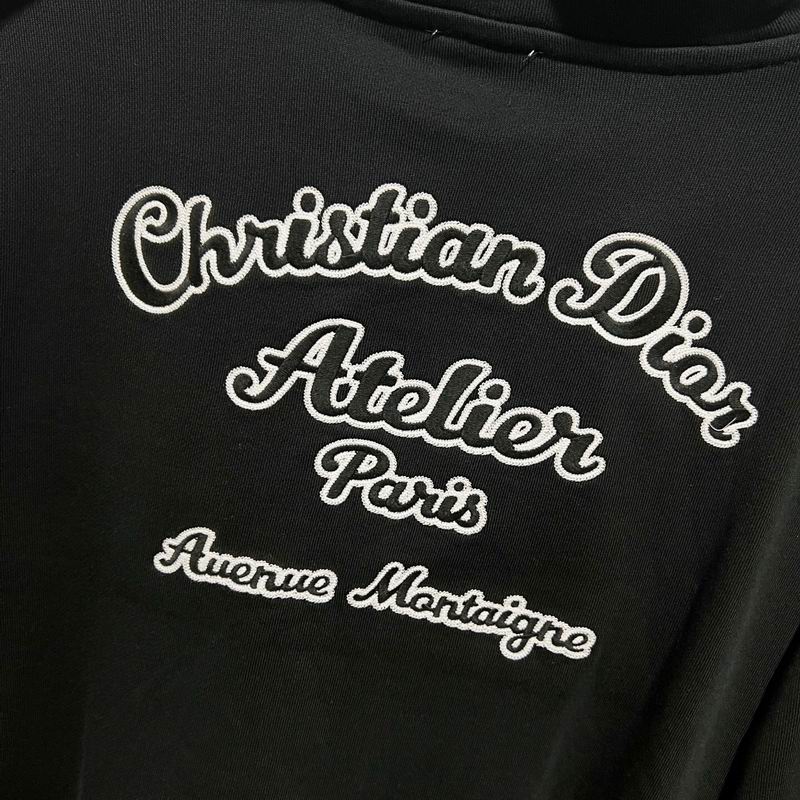 Christian Dior
Atelier
Paris
Avenue Montaigne